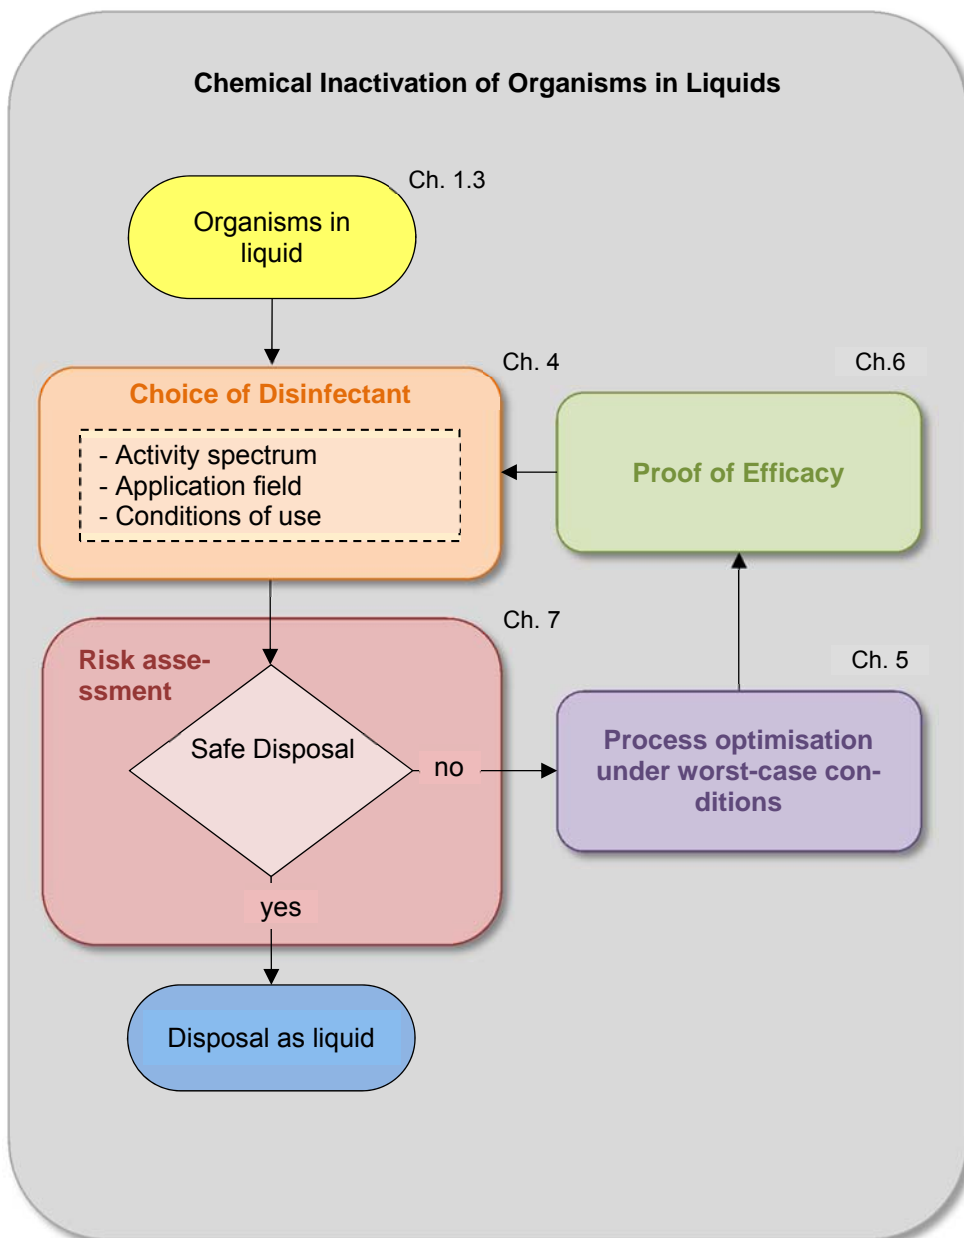 Chemical Inactivation of Organisms in Liquids
Ch. 1.3
Organisms in
liquid
Ch. 4
Choice of Disinfectant
- Activity spectrum
- Application field
- Conditions of use
Ch.6
Proof of Efficacy
Ch. 7
Risk asse-
ssment
Safe Disposal
no
yes
Ch. 5
Process optimisation
under worst-case con-
ditions
Disposal as liquid